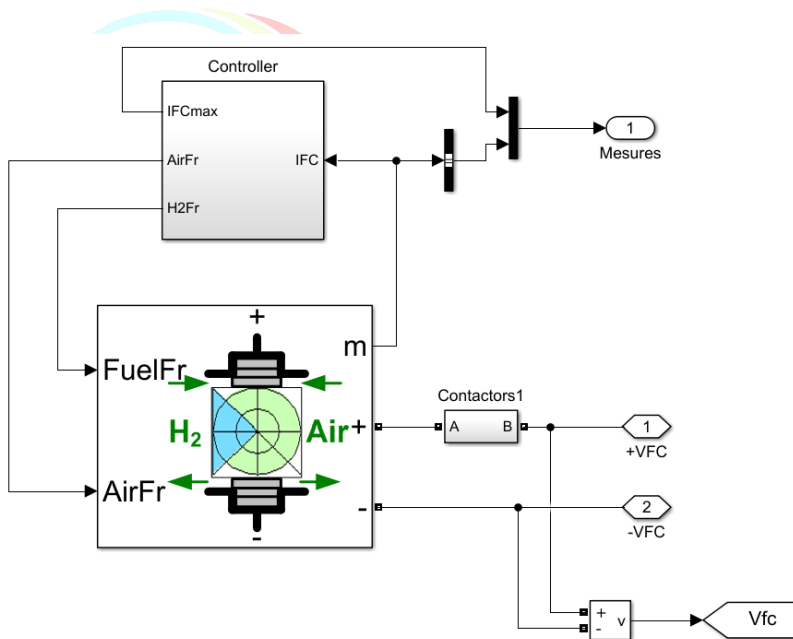 Controller
IFCmax
AirFr
IFC
H2Fr
1
Mesures
+
m
FuelFr
H2
Air
+
AirFr
-
-
Contactors1
A
B
1
+VFC
2
-VFC
+
-
v
Vfc